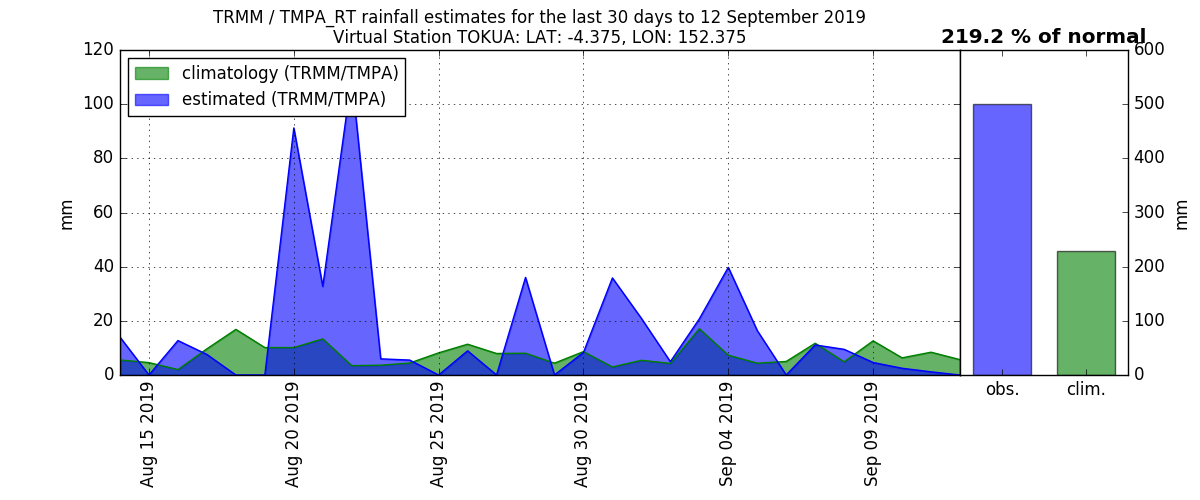 TRMM / TMPA_RT rainfall estimates for the last 30 days to 12 September 2019
Virtual Station TOKUA: LAT: -4.375, LON: 152.375
219.2 % of normal
climatology (TRMM/TMPA)
estimated (TRMM/TMPA)
120
100
80
60
40
20
0
mm
Aug 15 2019
Aug 20 2019
Aug 25 2019
Aug 30 2019
Sep 04 2019
Sep 09 2019
600
500
400
300
200
100
0
mm
obs.
clim.